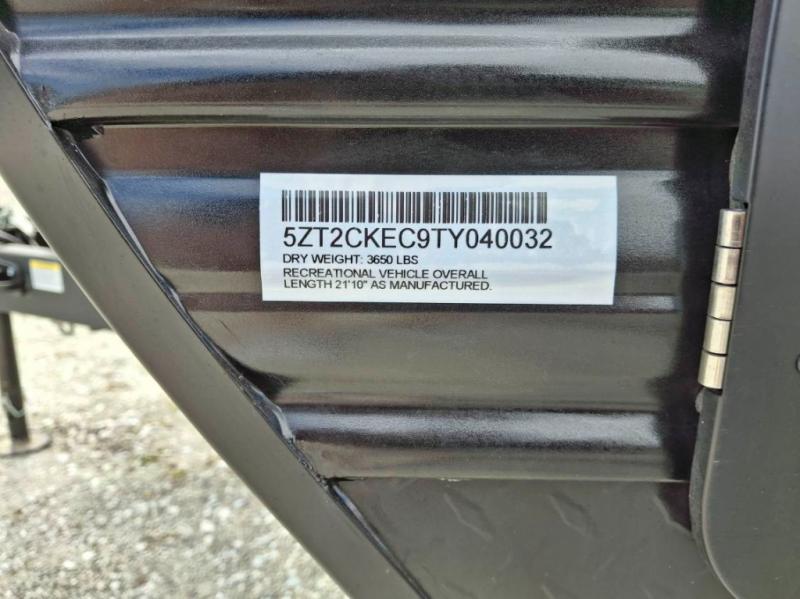 5ZT2CKEC9TY040032
DRY WEIGHT: 3650 LBS
RECREATIONAL VEHICLE OVERALL
LENGTH 21'10" AS MANUFACTURED.